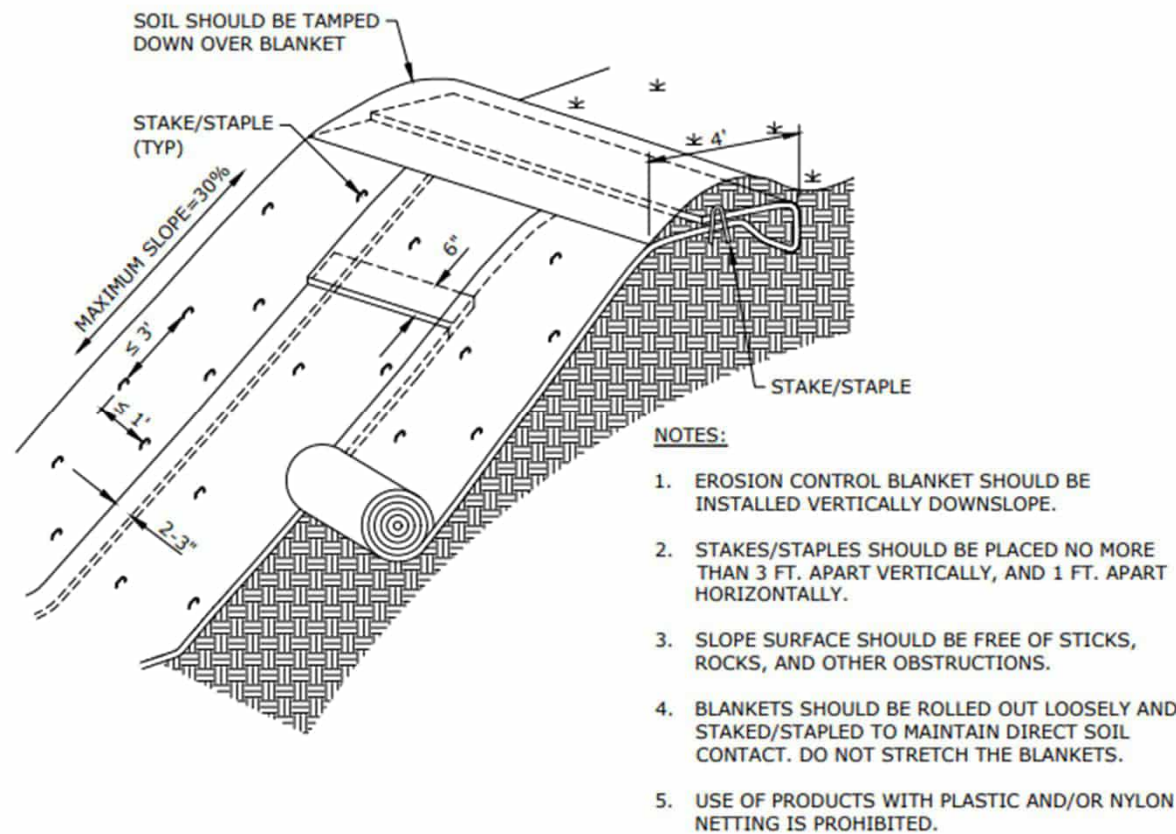 SOIL SHOULD BE TAMPED
DOWN OVER BLANKET
STAKE/STAPLE
(TYP)
MAXIMUM SLOPE=30%
4'
6"
≤ 3'
≤ 1'
2-3"
STAKE/STAPLE
NOTES:
1. EROSION CONTROL BLANKET SHOULD BE
INSTALLED VERTICALLY DOWNSLOPE.
2. STAKES/STAPLES SHOULD BE PLACED NO MORE
THAN 3 FT. APART VERTICALLY, AND 1 FT. APART
HORIZONTALLY.
3. SLOPE SURFACE SHOULD BE FREE OF STICKS,
ROCKS, AND OTHER OBSTRUCTIONS.
4. BLANKETS SHOULD BE ROLLED OUT LOOSELY AND
STAKED/STAPLED TO MAINTAIN DIRECT SOIL
CONTACT. DO NOT STRETCH THE BLANKETS.
5. USE OF PRODUCTS WITH PLASTIC AND/OR NYLON
NETTING IS PROHIBITED.